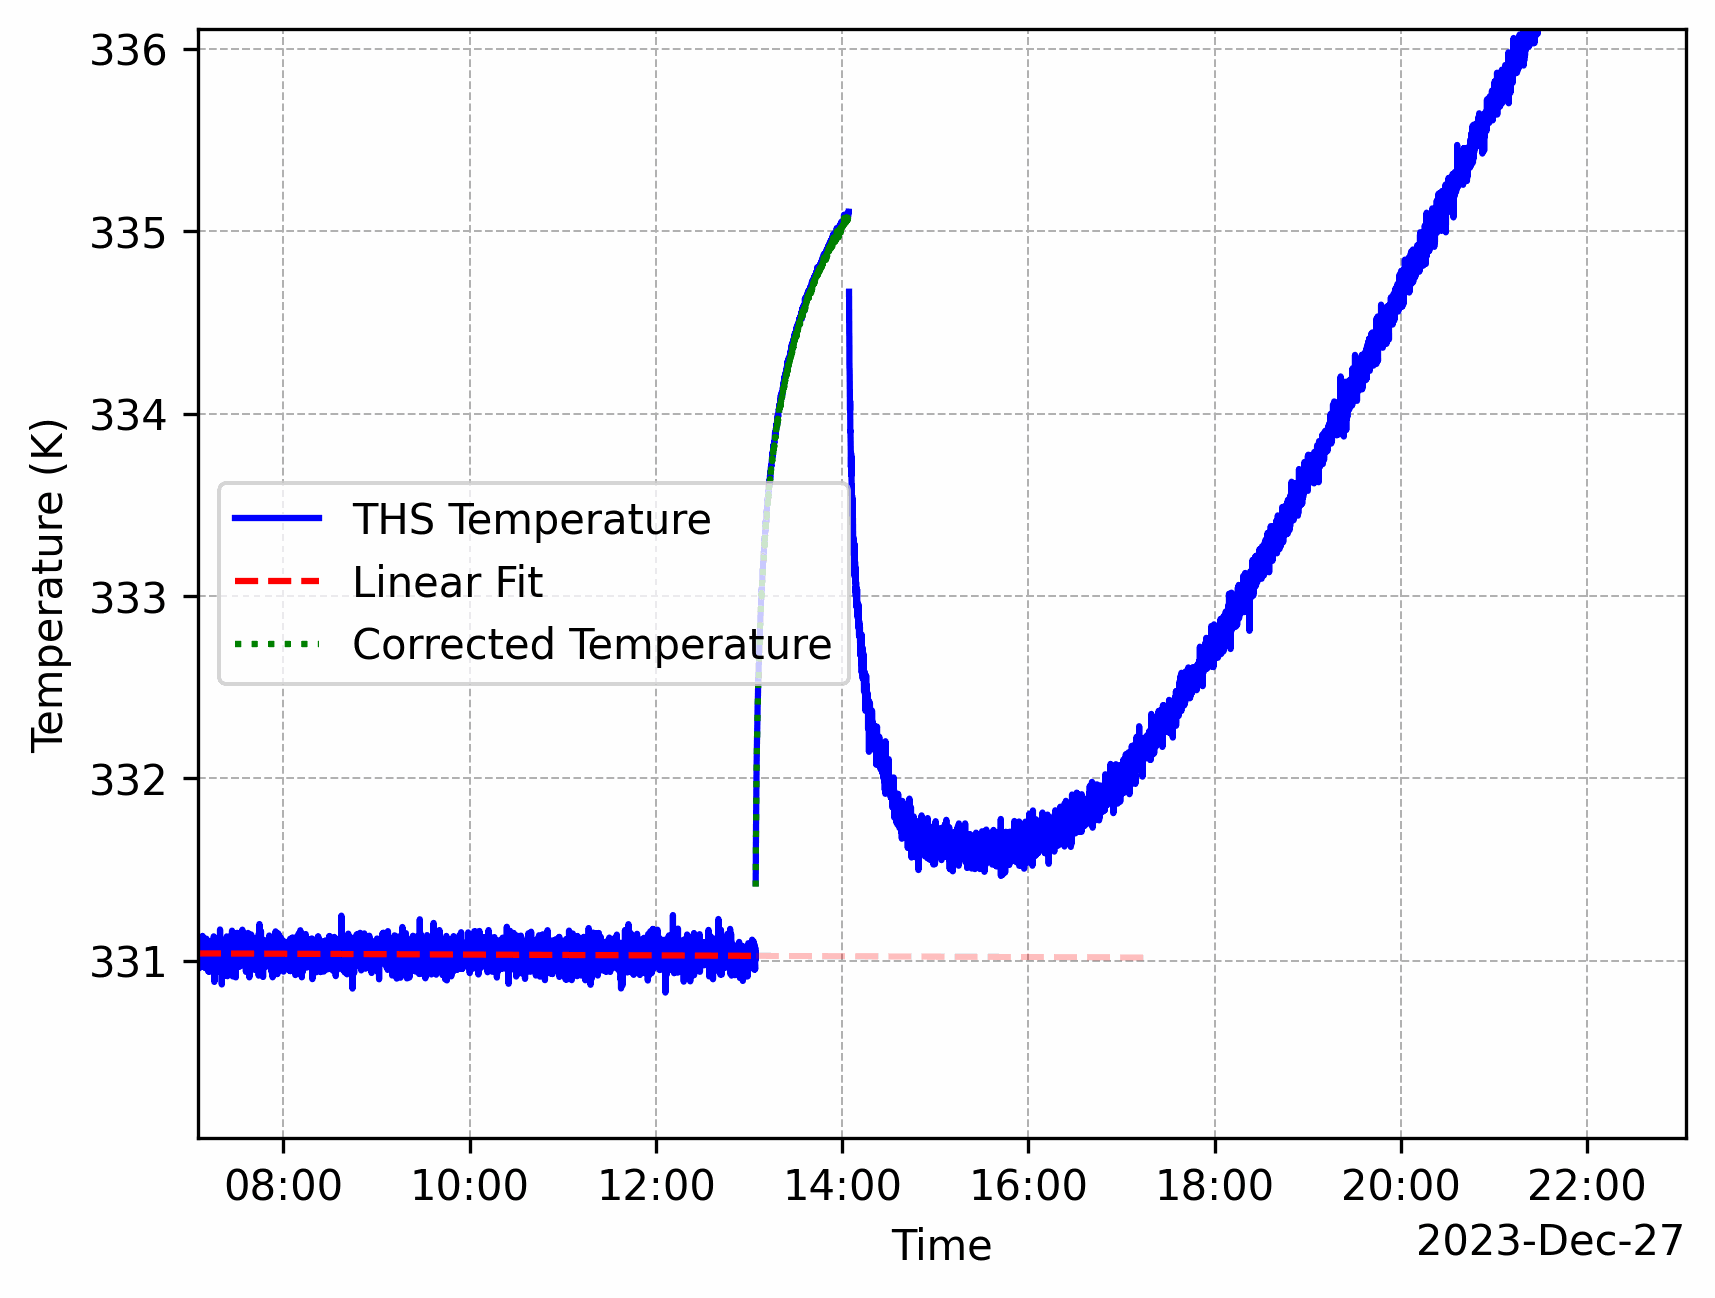 336
335
334
333
332
331
Temperature (K)
THS Temperature
Linear Fit
Corrected Temperature
08:00 10:00 12:00 14:00 16:00 18:00 20:00 22:00
Time
2023-Dec-27